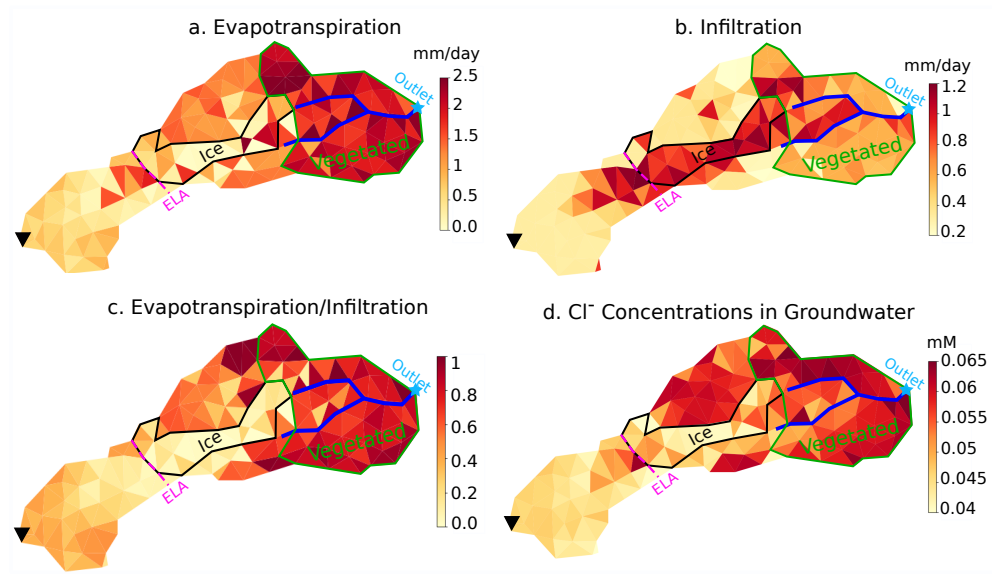 a. Evapotranspiration
mm/day
2.5
2
1.5
1
0.5
0.0
Outlet
Ice
Vegetated
ELA
b. Infiltration
mm/day
1.2
1
0.8
0.6
0.4
0.2
Outlet
Ice
Vegetated
ELA
c. Evapotranspiration/Infiltration
1
0.8
0.6
0.4
0.2
0.0
Outlet
Ice
Vegetated
ELA
d. Cl⁻ Concentrations in Groundwater
mM
0.065
0.06
0.055
0.05
0.045
0.04
Outlet
Ice
Vegetated
ELA